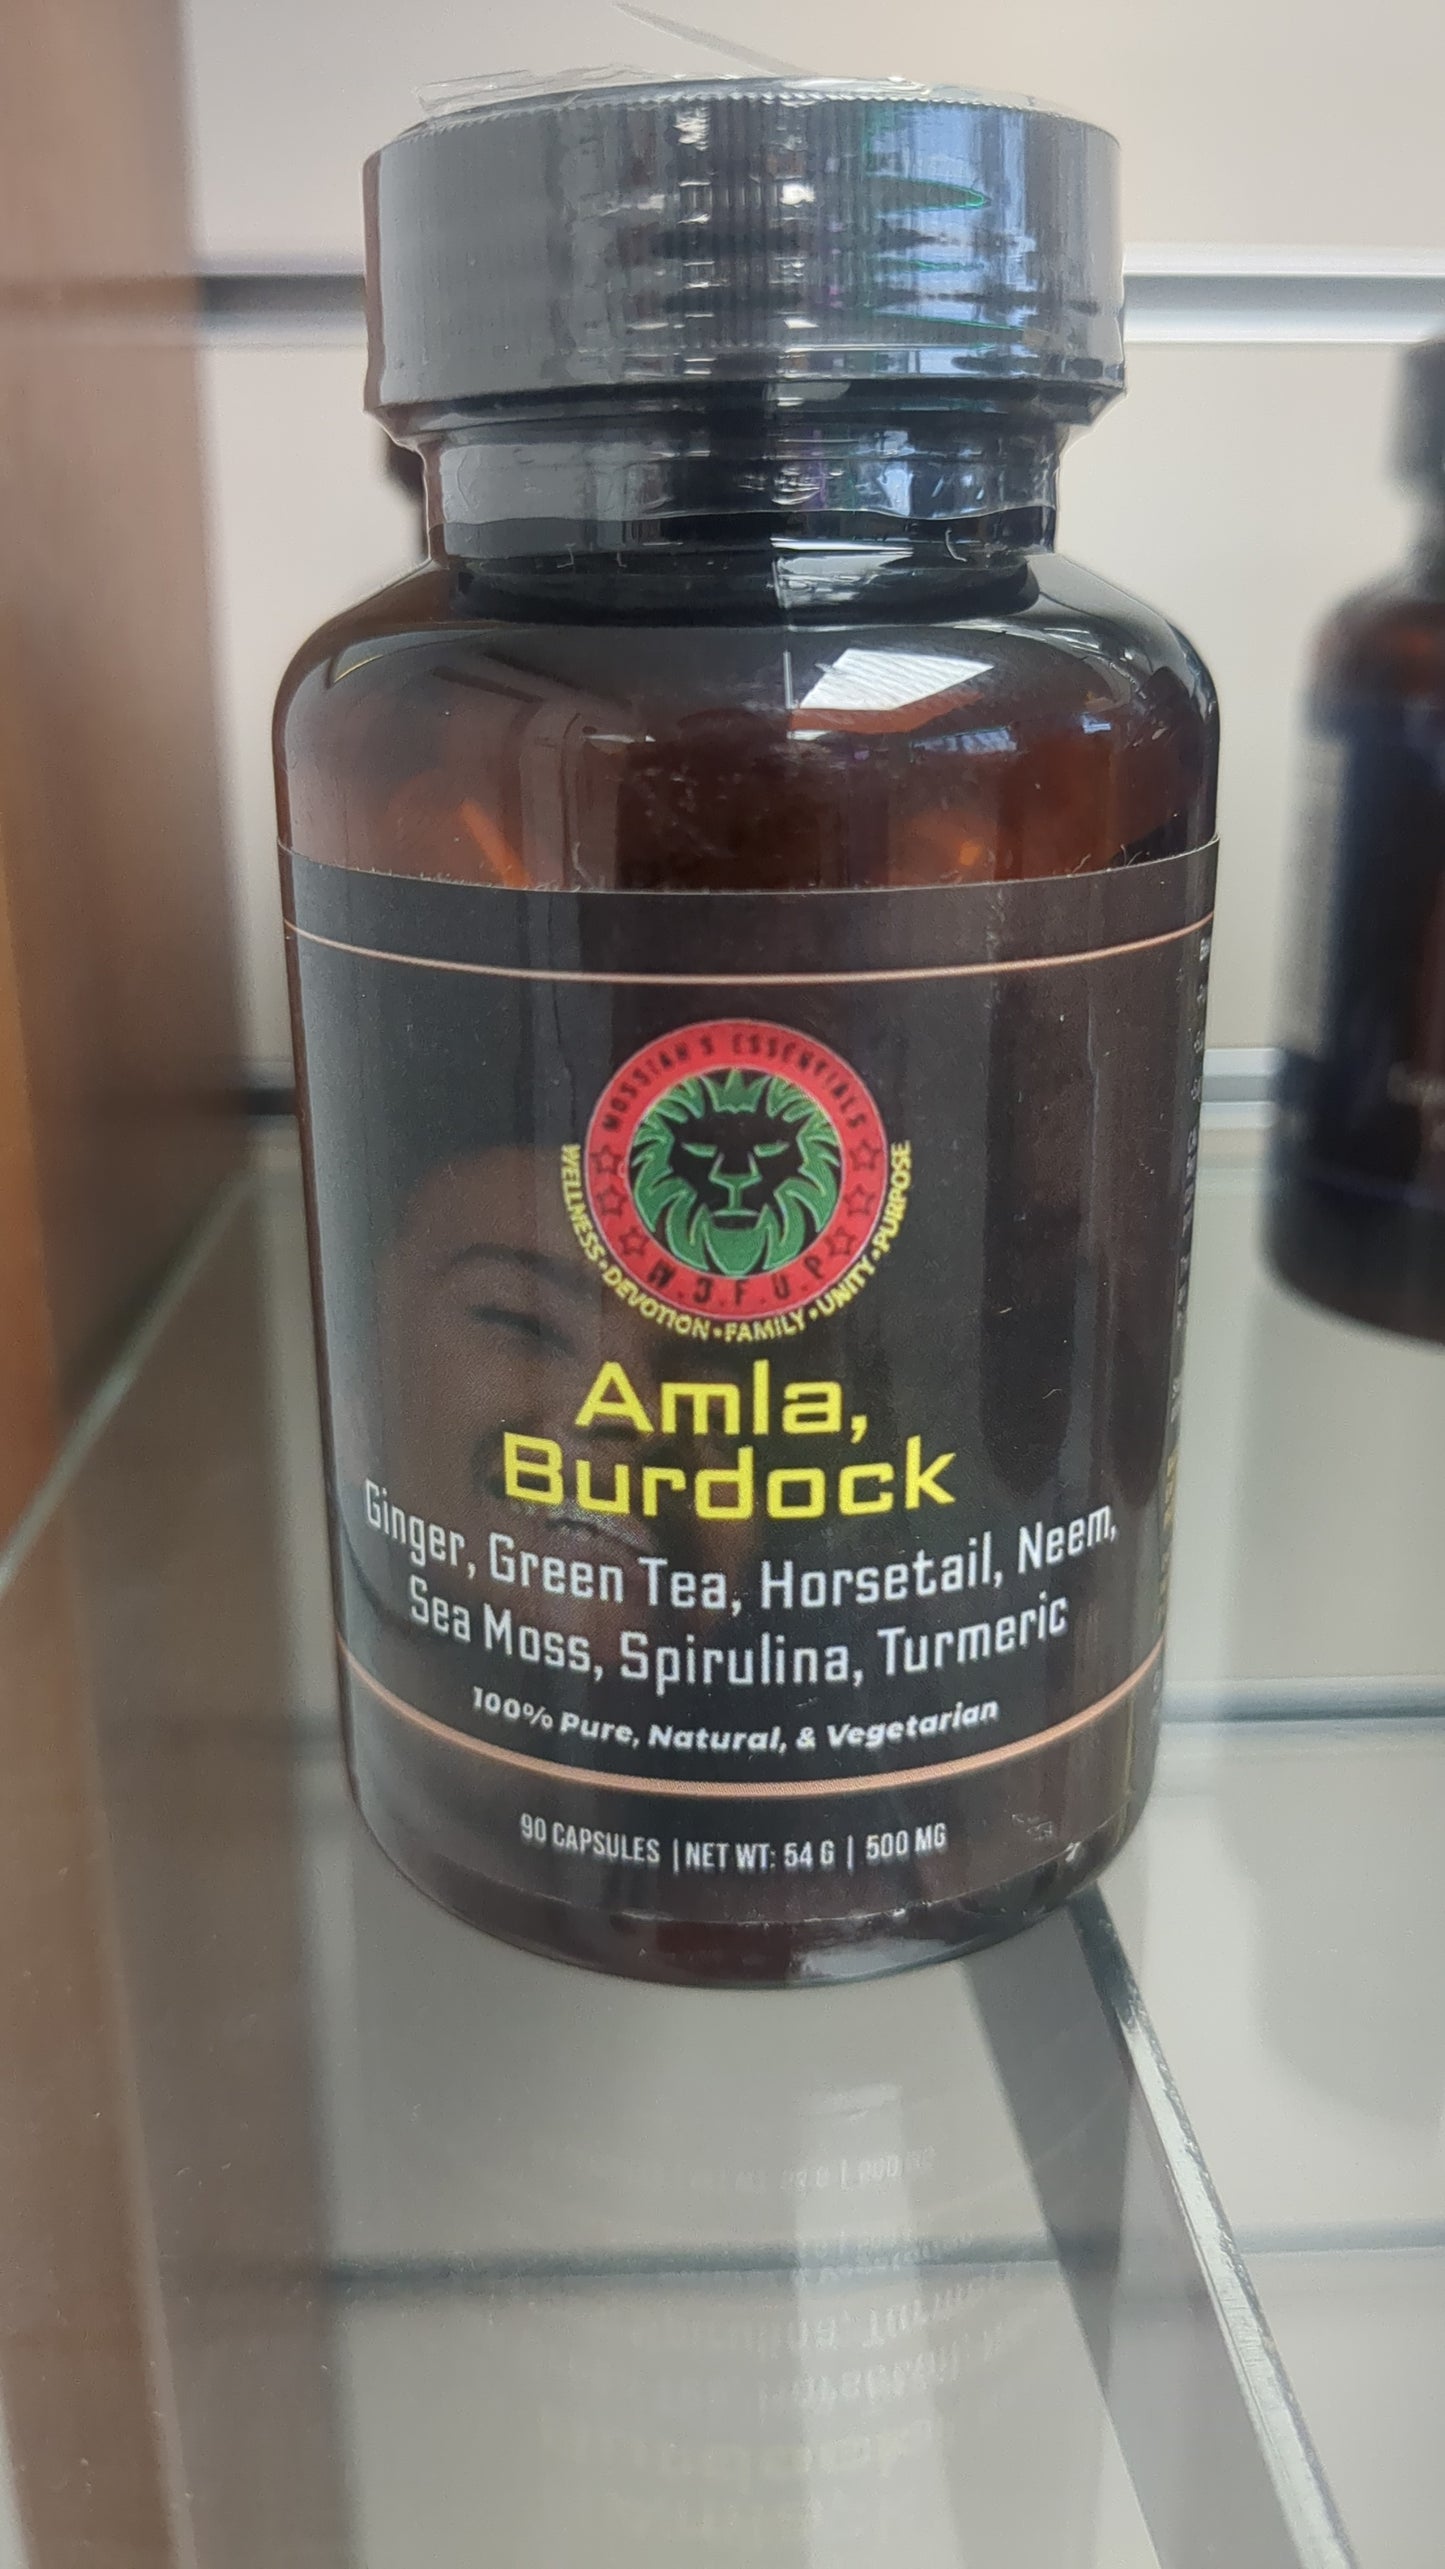 MOSSIAH'S ESSENTIALS
W.D.F.U.P
WELLNESS • DEVOTION • FAMILY • UNITY • PURPOSE
Amla,
Burdock
Ginger, Green Tea, Horsetail, Neem,
Sea Moss, Spirulina, Turmeric
100% Pure, Natural, & Vegetarian
90 CAPSULES | NET WT: 54 G | 500 MG